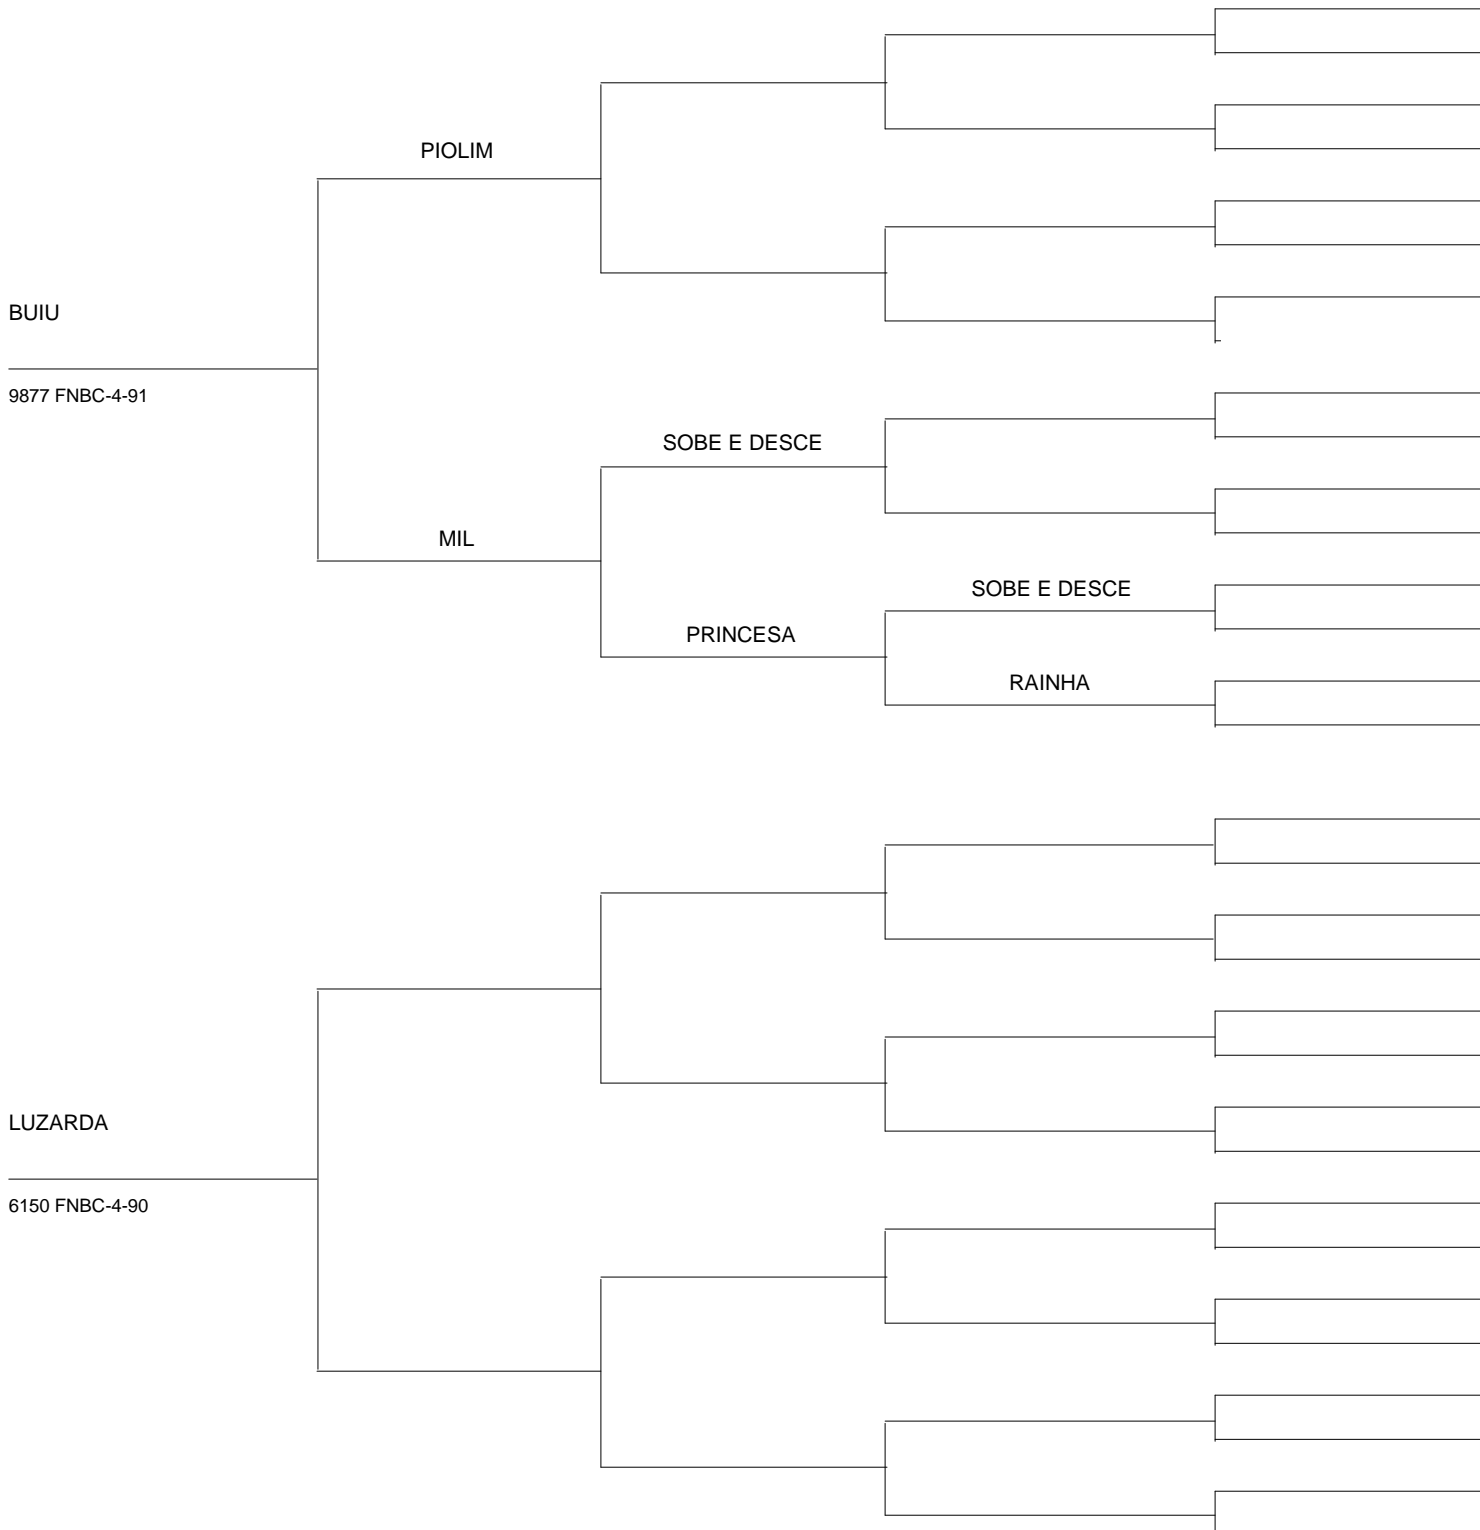 PIOLIM
BUIU
9877 FNBC-4-91
SOBE E DESCE
MIL
SOBE E DESCE
PRINCESA
RAINHA
LUZARDA
6150 FNBC-4-90